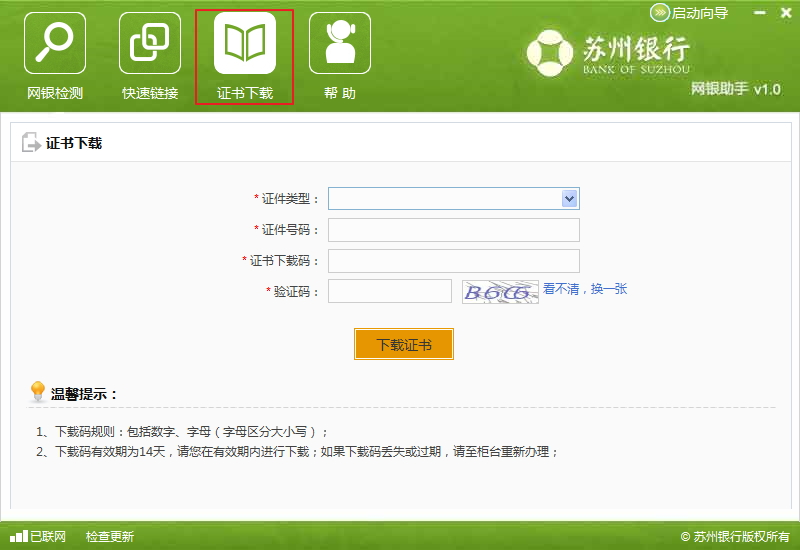 启动向导
网银检测
快速链接
证书下载
帮 助
苏州银行
BANK OF SUZHOU
网银助手 v1.0
证书下载
* 证件类型：
* 证件号码：
* 证书下载码：
* 验证码：
看不清，换一张
下载证书
温馨提示：
1、下载码规则：包括数字、字母（字母区分大小写）；
2、下载码有效期为14天，请您在有效期内进行下载；如果下载码丢失或过期，请至柜台重新办理；
已联网 检查更新
© 苏州银行版权所有